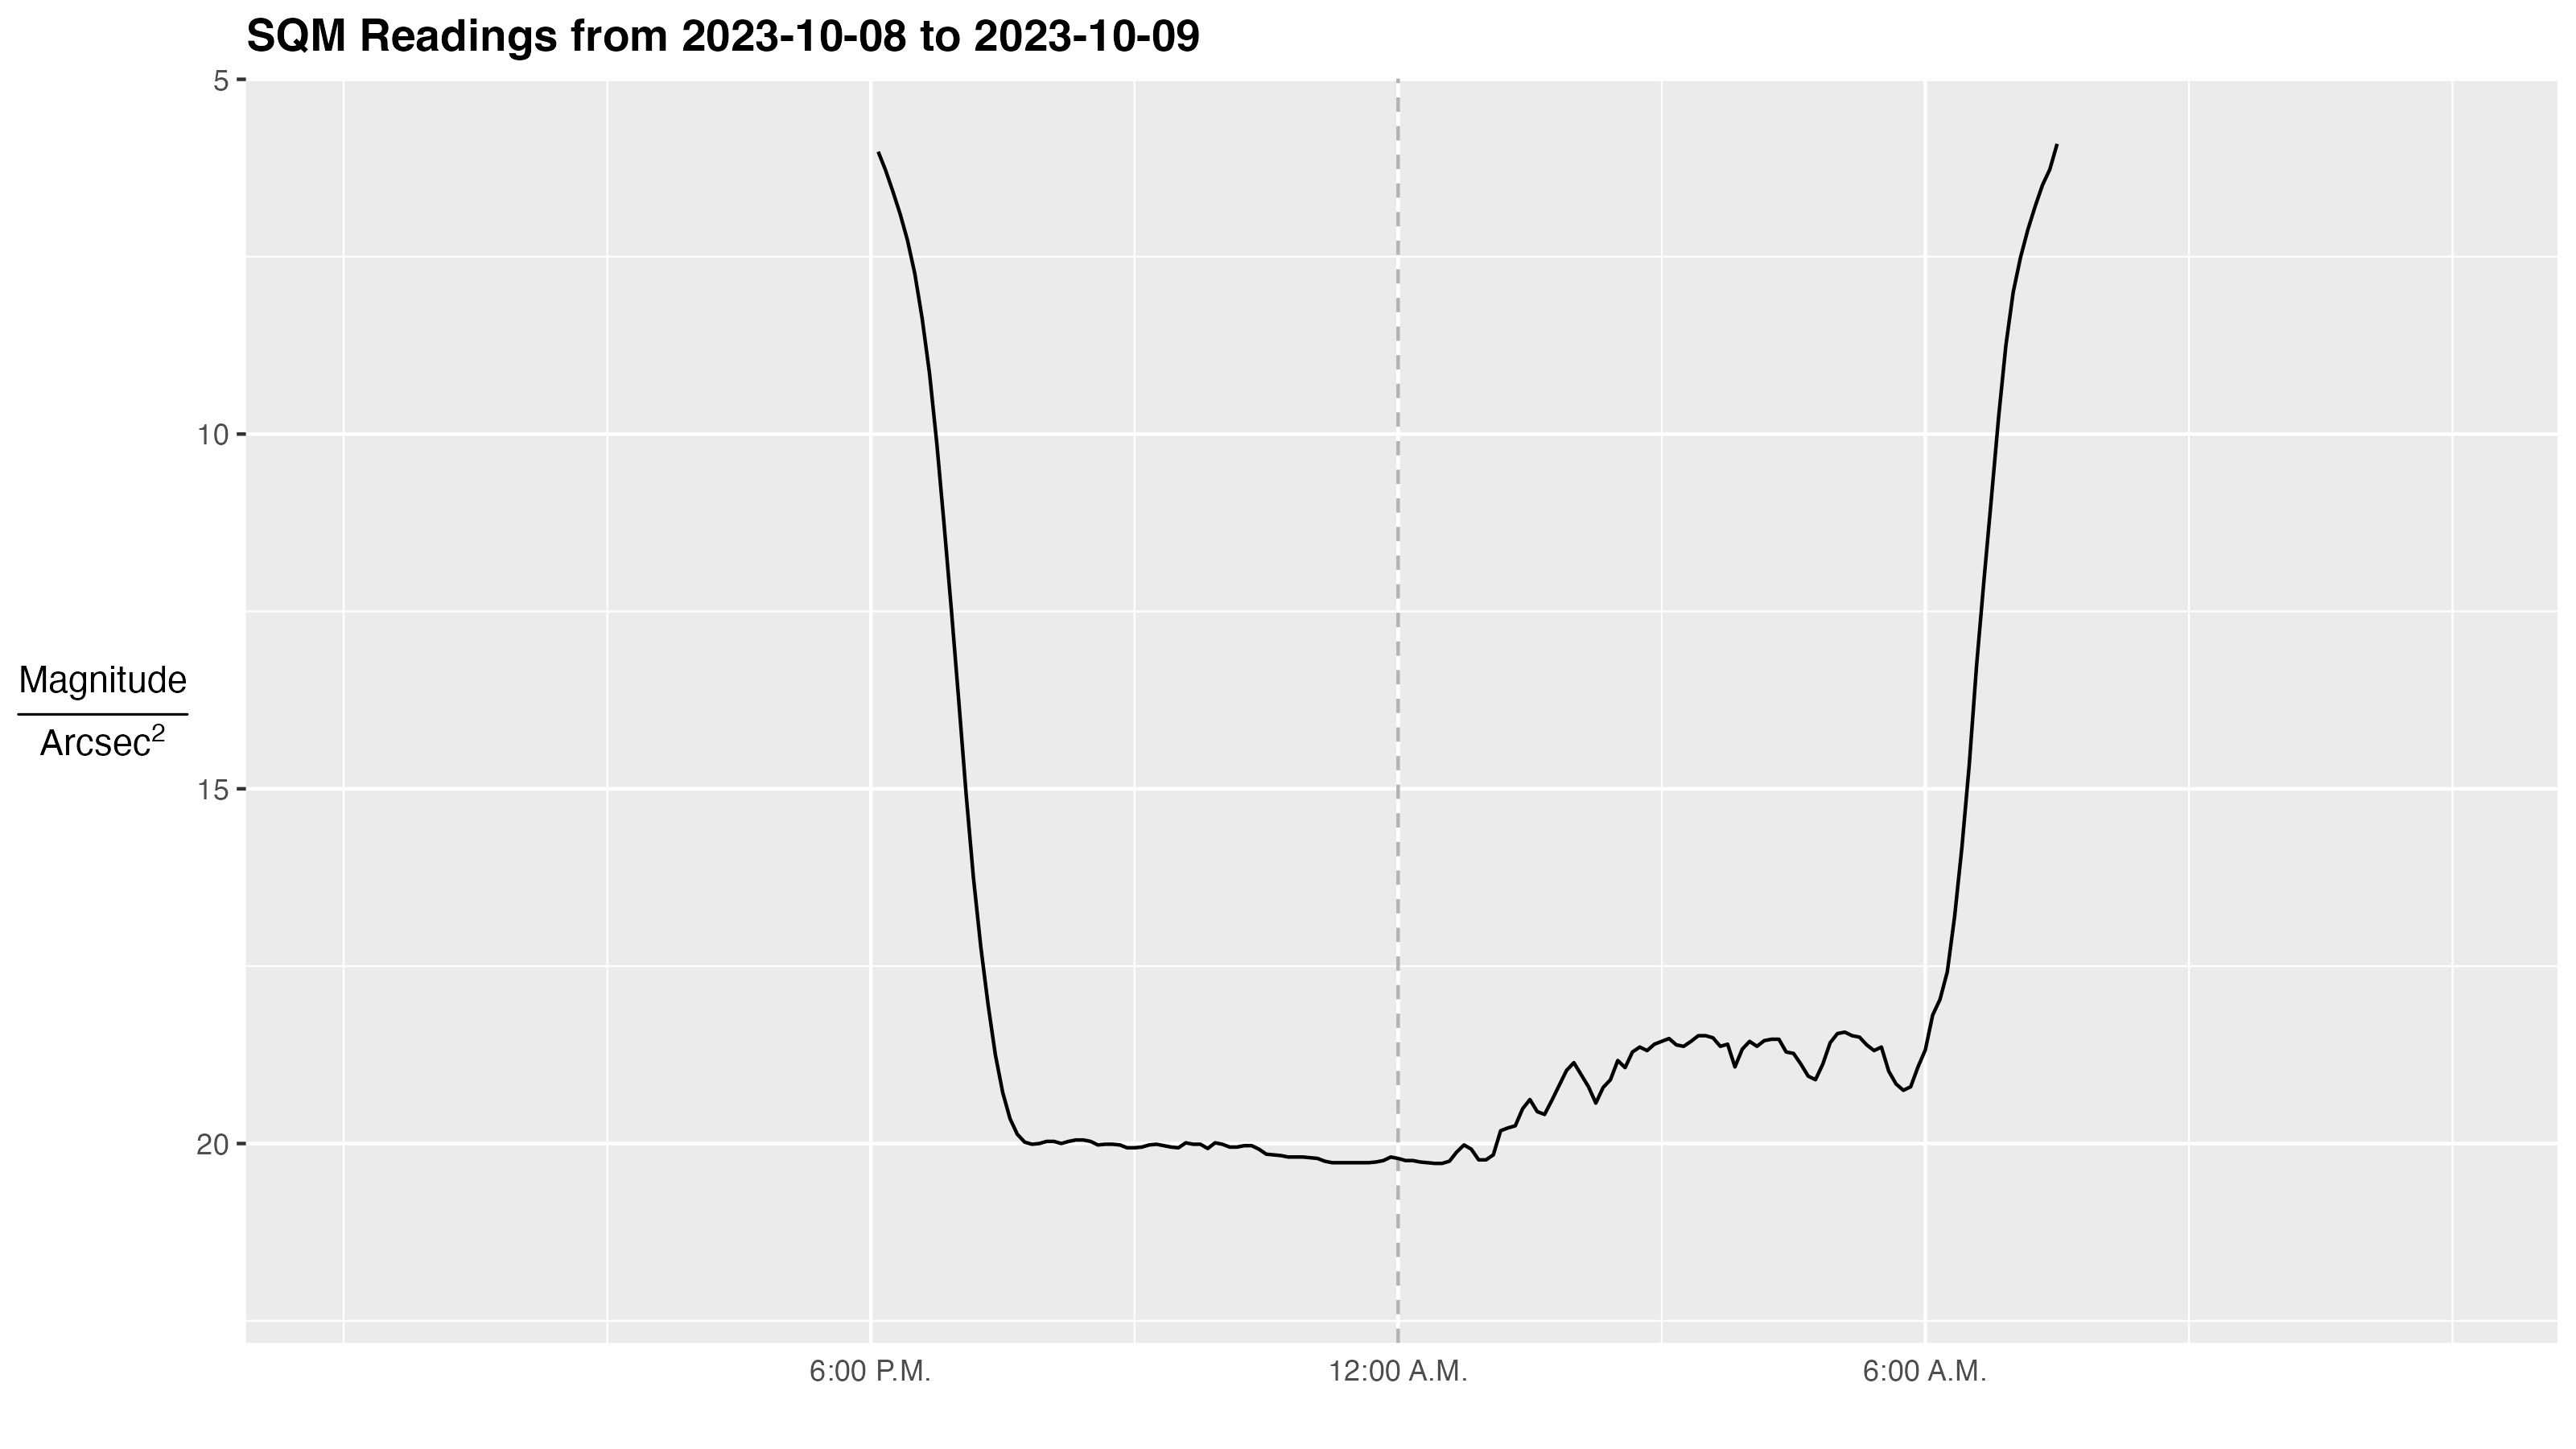 SQM Readings from 2023-10-08 to 2023-10-09
5
10
15
20
Magnitude
Arcsec²
6:00 P.M.
12:00 A.M.
6:00 A.M.